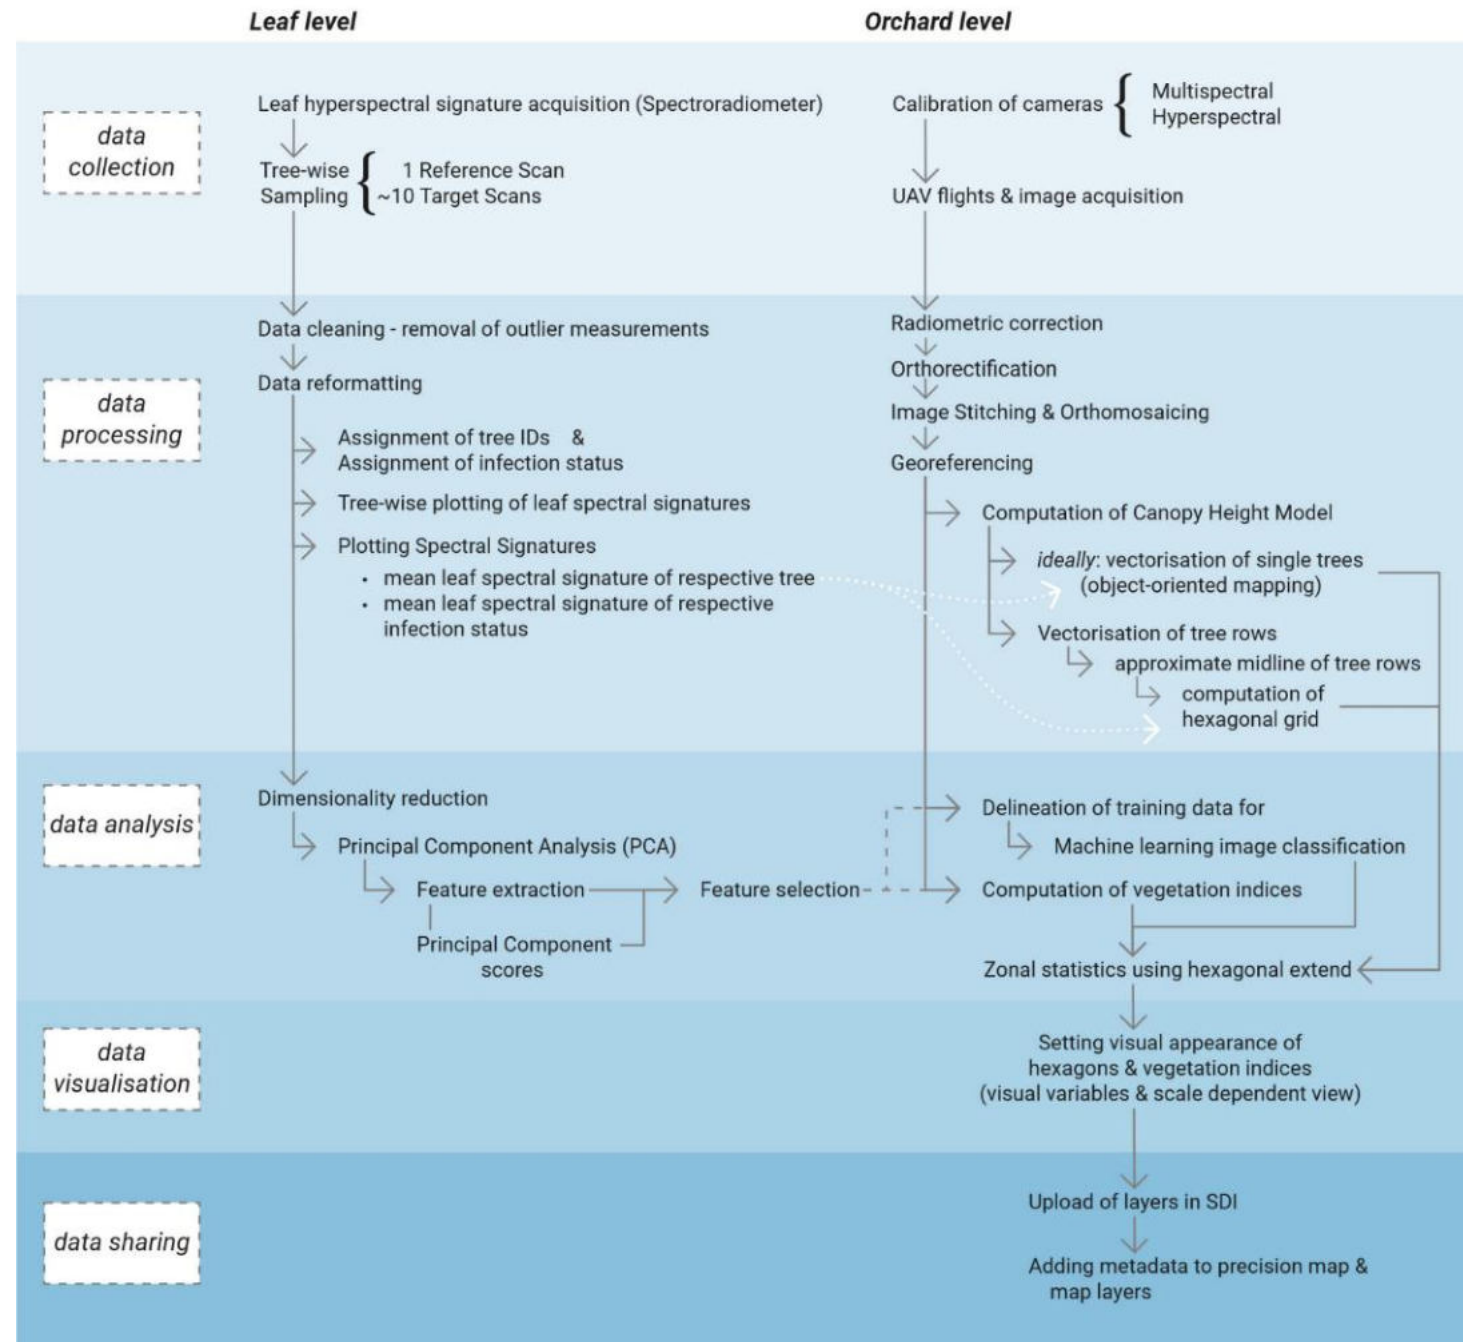 Leaf level
Orchard level
data
collection
Leaf hyperspectral signature acquisition (Spectroradiometer)
Tree-wise
Sampling
1 Reference Scan
~10 Target Scans
Calibration of cameras
Multispectral
Hyperspectral
UAV flights & image acquisition
data
processing
Data cleaning - removal of outlier measurements
Data reformatting
Assignment of tree IDs &
Assignment of infection status
Tree-wise plotting of leaf spectral signatures
Plotting Spectral Signatures
• mean leaf spectral signature of respective tree
• mean leaf spectral signature of respective
infection status
Radiometric correction
Orthorectification
Image Stitching & Orthomosaicing
Georeferencing
Computation of Canopy Height Model
ideally: vectorisation of single trees
(object-oriented mapping)
Vectorisation of tree rows
approximate midline of tree rows
computation of
hexagonal grid
data analysis
Dimensionality reduction
Principal Component Analysis (PCA)
Feature extraction
Principal Component
scores
Feature selection
Delineation of training data for
Machine learning image classification
Computation of vegetation indices
Zonal statistics using hexagonal extend
data
visualisation
Setting visual appearance of
hexagons & vegetation indices
(visual variables & scale dependent view)
data sharing
Upload of layers in SDI
Adding metadata to precision map &
map layers